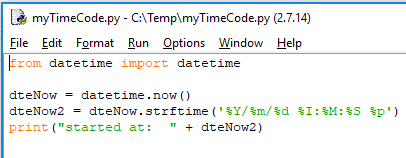 myTimeCode.py - C:\Temp\myTimeCode.py (2.7.14)
File Edit Format Run Options Window Help
from datetime import datetime
dteNow = datetime.now()
dteNow2 = dteNow.strftime('%Y/%m/%d %I:%M:%S %p')
print("started at:  " + dteNow2)